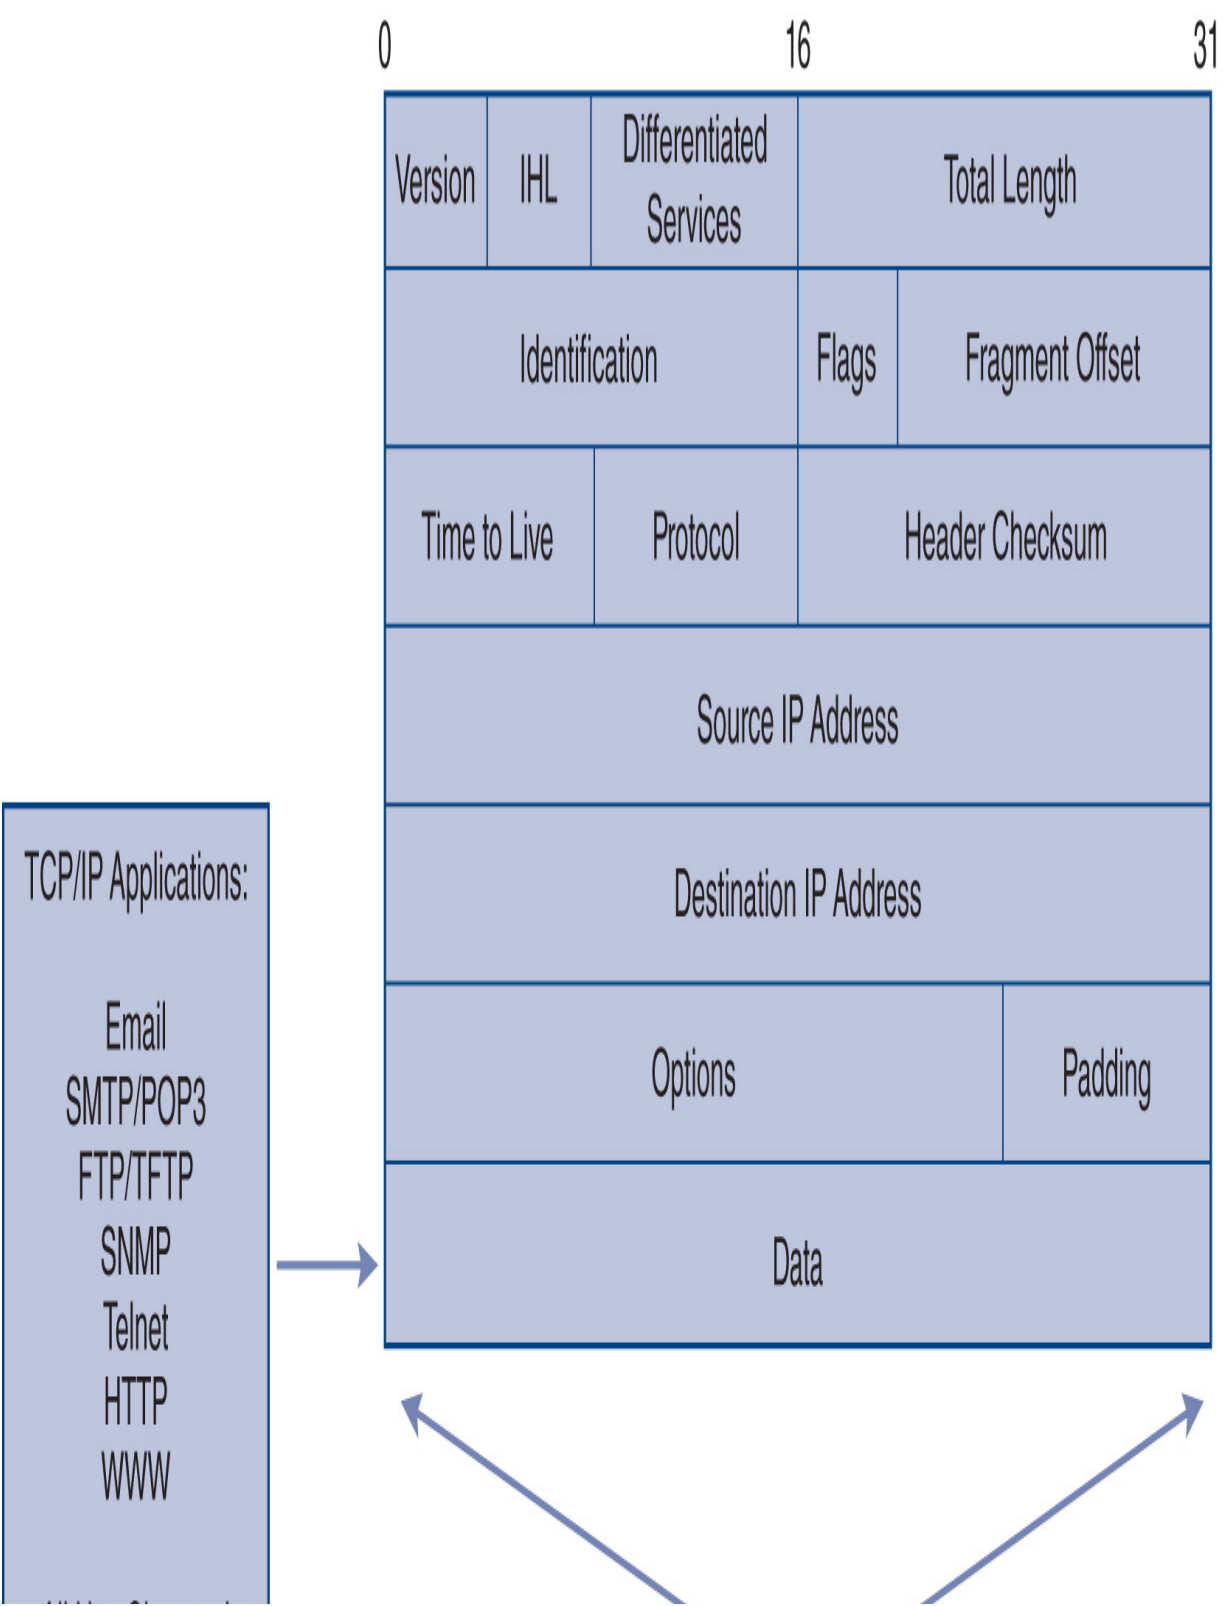 0 16 31
Version IHL Differentiated Services Total Length
Identification Flags Fragment Offset
Time to Live Protocol Header Checksum
Source IP Address
Destination IP Address
Options Padding
Data
TCP/IP Applications:
Email
SMTP/POP3
FTP/TFTP
SNMP
Telnet
HTTP
WWW